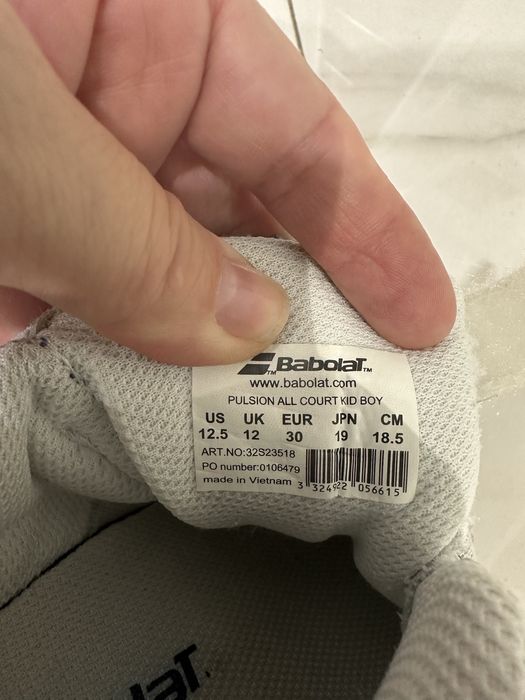 BaboLaT™
www.babolat.com
PULSION ALL COURT KID BOY
US UK EUR JPN CM
12.5 12 30 19 18.5
ART.NO:32S23518
PO number:0106479
made in Vietnam 3 324922 056615